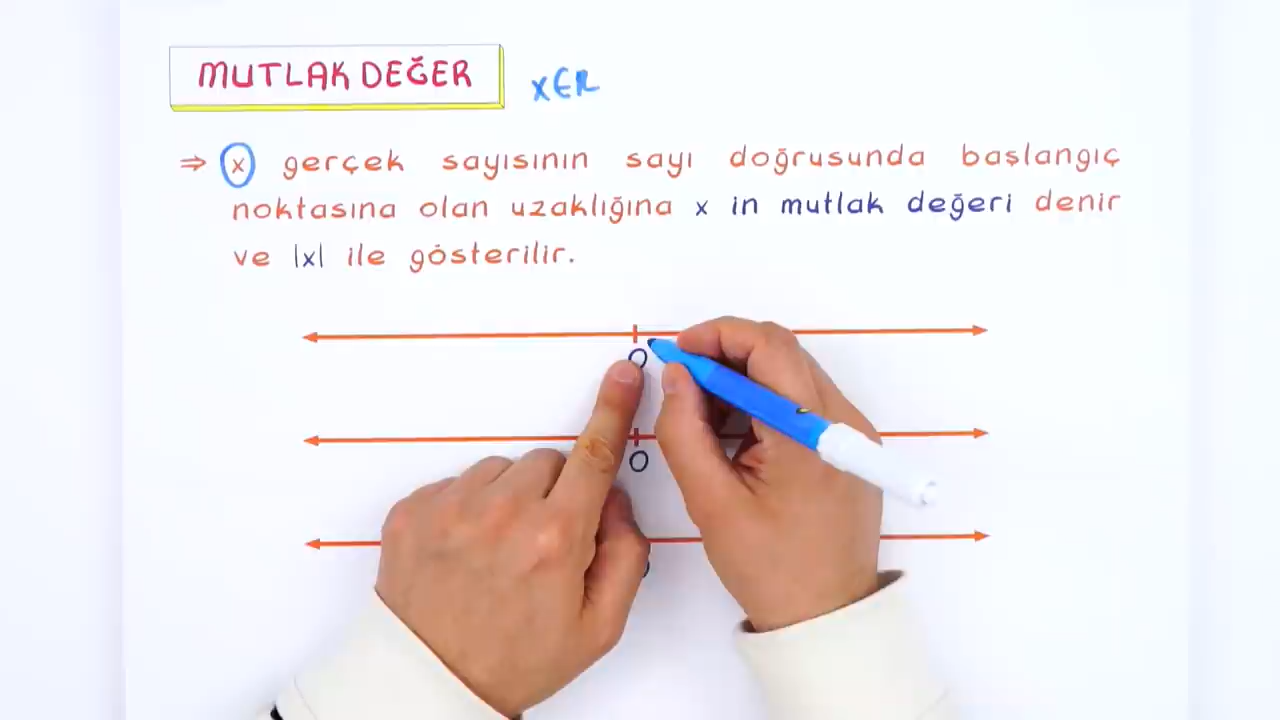 MUTLAK DEĞER
x∈R
⇒ x gerçek sayısının sayı doğrusunda başlangıç
noktasına olan uzaklığına x in mutlak değeri denir
ve |x| ile gösterilir.
0
0